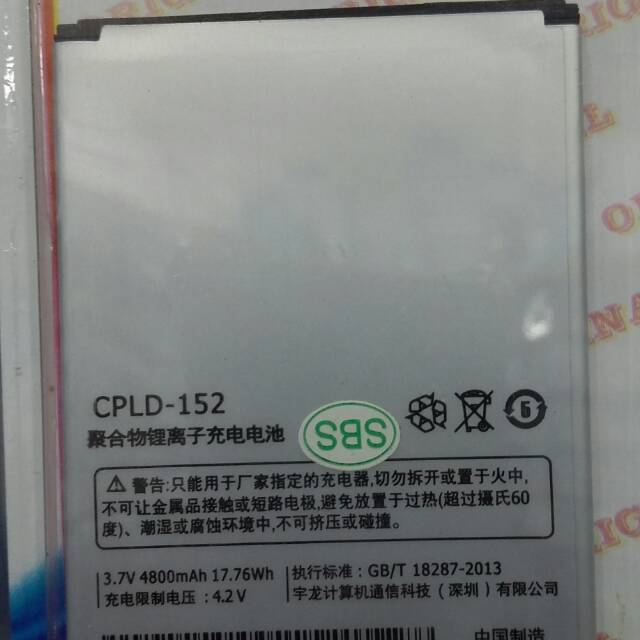 CPLD-152
聚合物锂离子充电电池
SBS
警告:只能用于厂家指定的充电器,切勿拆开或置于火中,
不可让金属品接触或短路电极,避免放置于过热(超过摄氏60
度)、潮湿或腐蚀环境中,不可挤压或碰撞。
3.7V 4800mAh 17.76Wh
充电限制电压:4.2V
执行标准:GB/T 18287-2013
宇龙计算机通信科技(深圳)有限公司
中国制造